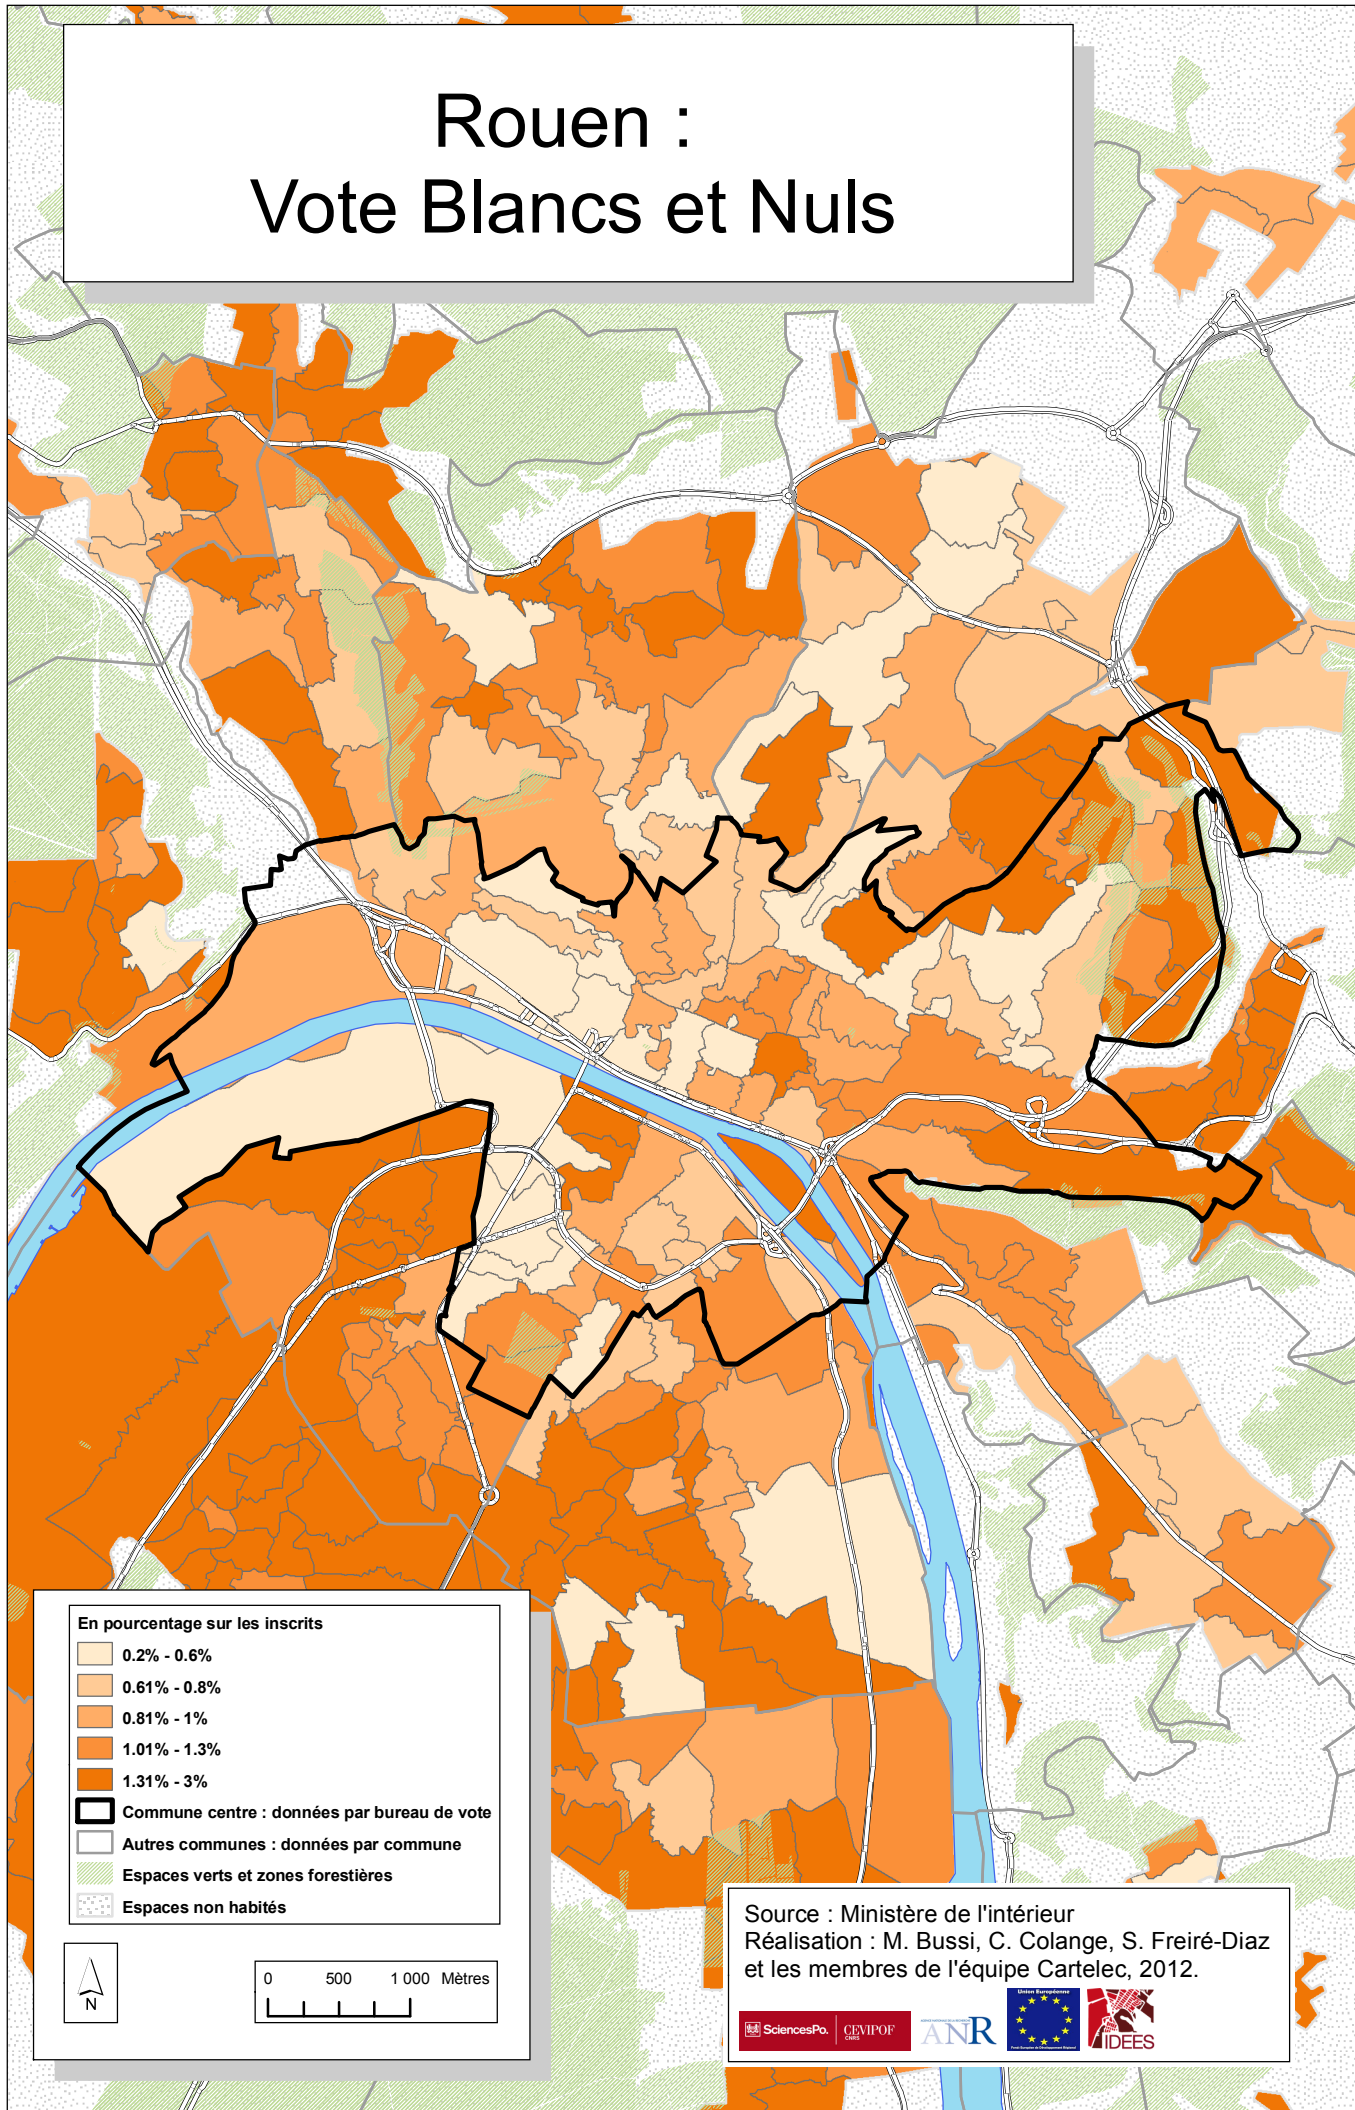 Rouen :
Vote Blancs et Nuls
En pourcentage sur les inscrits
0.2% - 0.6%
0.61% - 0.8%
0.81% - 1%
1.01% - 1.3%
1.31% - 3%
Commune centre : données par bureau de vote
Autres communes : données par commune
Espaces verts et zones forestières
Espaces non habités
N
0 500 1 000 Mètres
Source : Ministère de l'intérieur
Réalisation : M. Bussi, C. Colange, S. Freiré-Diaz
et les membres de l'équipe Cartelec, 2012.
SciencesPo.
CEVIPOF
CNRS
ANR
Union Européenne
IDEES